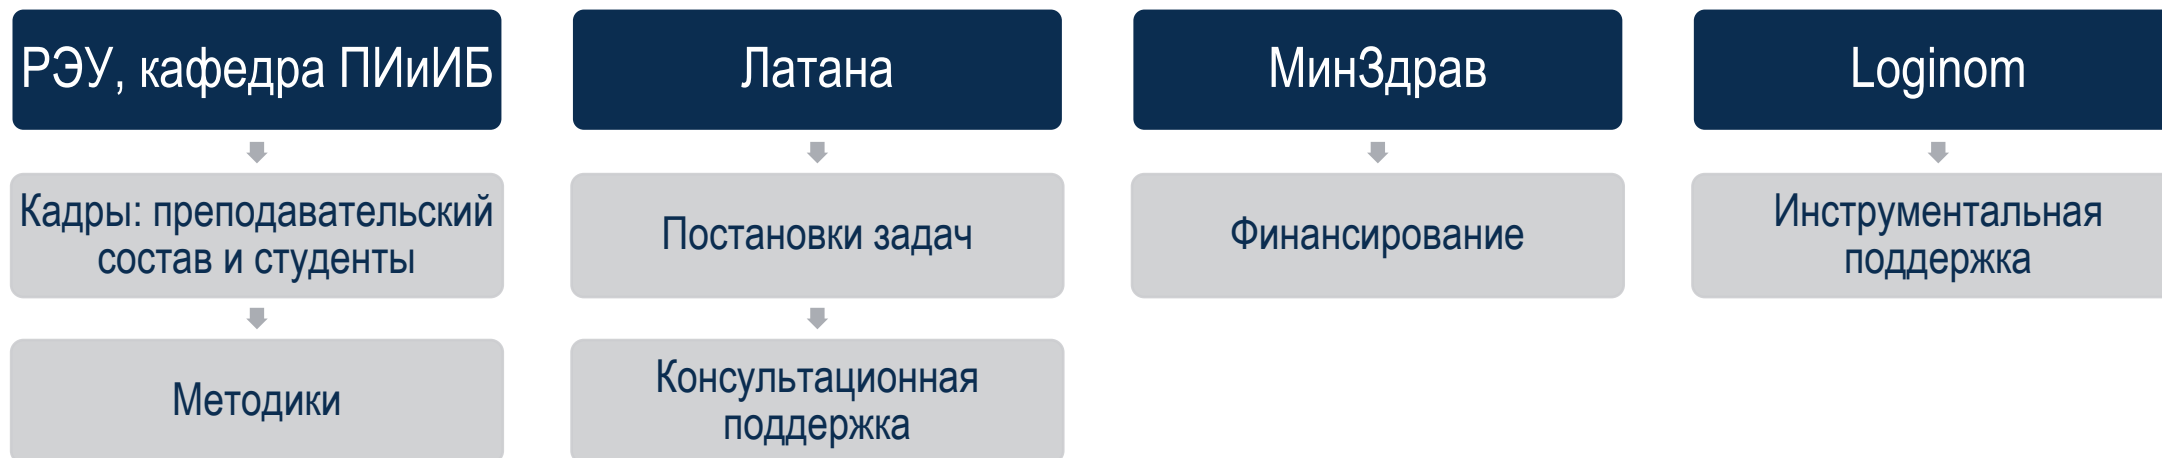 РЭУ, кафедра ПИиИБ
Кадры: преподавательский
состав и студенты
Методики
Латана
Постановки задач
Консультационная
поддержка
МинЗдрав
Финансирование
Loginom
Инструментальная
поддержка